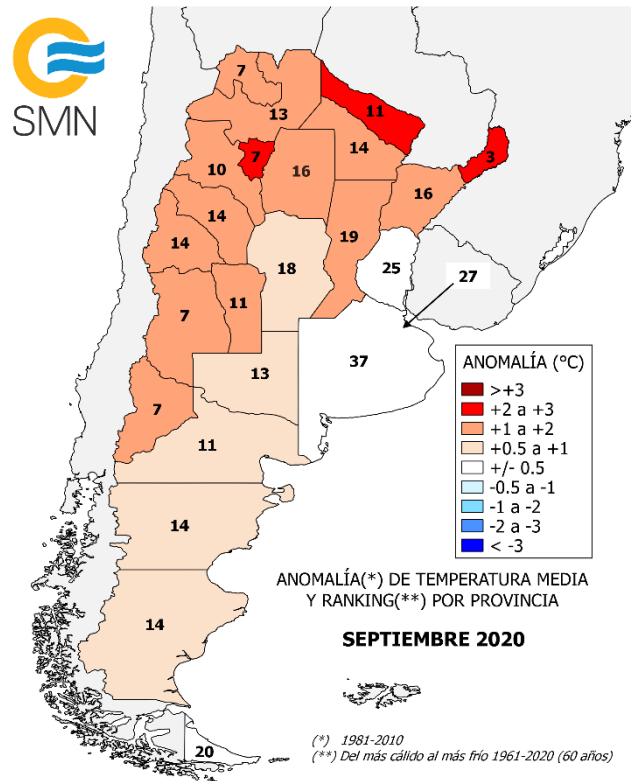 SMN
7
13
11
7
10
16
14
3
16
14
14
19
18
25
27
7
11
37
13
7
11
14
14
20
ANOMALÍA (°C)
>+3
+2 a +3
+1 a +2
+0.5 a +1
+/- 0.5
-0.5 a -1
-1 a -2
-2 a -3
< -3
ANOMALÍA(*) DE TEMPERATURA MEDIA
Y RANKING(**) POR PROVINCIA
SEPTIEMBRE 2020
(*) 1981-2010
(**) Del más cálido al más frío 1961-2020 (60 años)